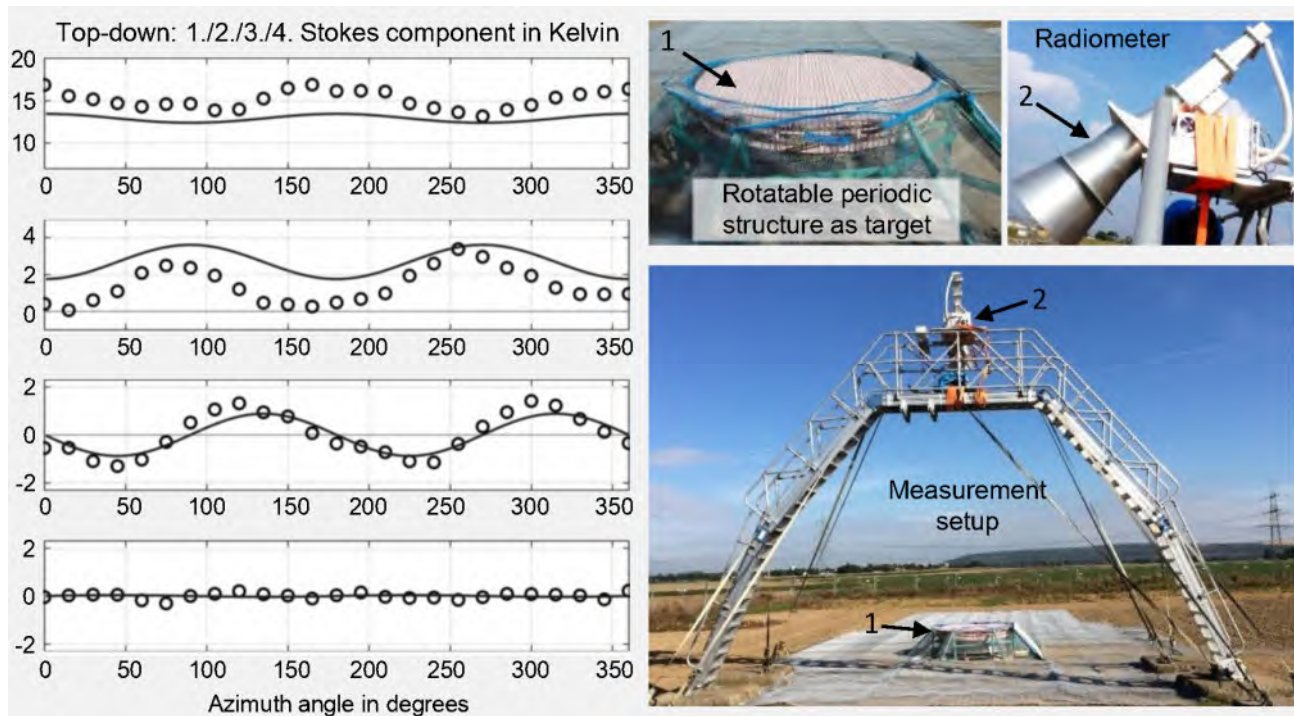 Top-down: 1./2./3./4. Stokes component in Kelvin
20
15
10
0 50 100 150 200 250 300 350
4
2
0
0 50 100 150 200 250 300 350
2
0
-2
0 50 100 150 200 250 300 350
2
0
-2
0 50 100 150 200 250 300 350
Azimuth angle in degrees
1
Rotatable periodic
structure as target
Radiometer
2
2
Measurement
setup
1